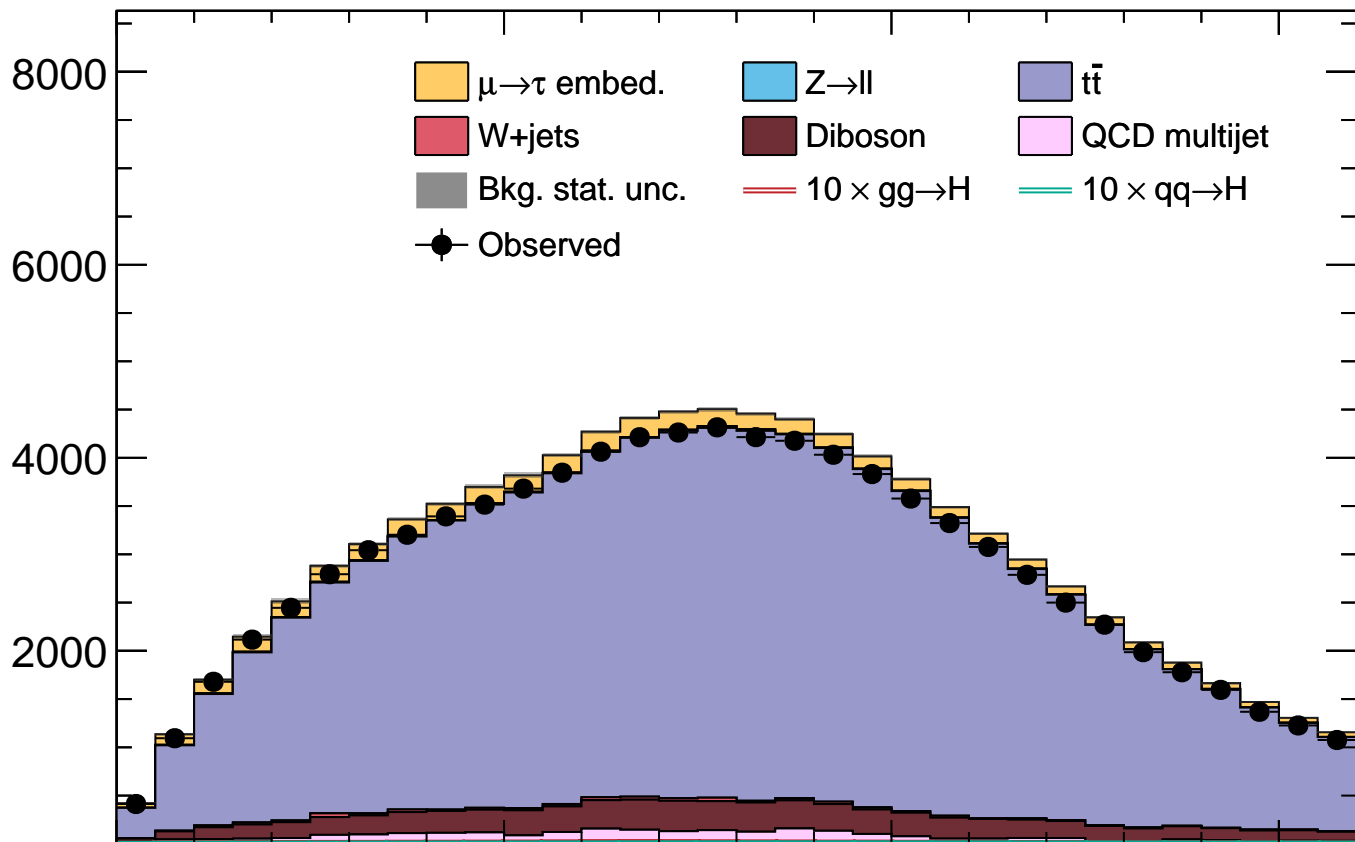 8000
μ→τ embed. Z→ll tt̄
W+jets Diboson QCD multijet
Bkg. stat. unc. 10 × gg→H 10 × qq→H
6000
Observed
4000
2000